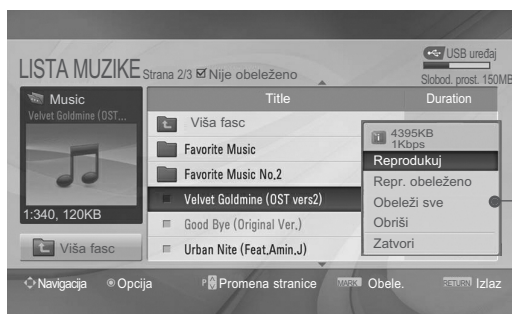 LISTA MUZIKE Strana 2/3 Nije obeleženo
USB uređaj
Slobod. prost. 150MB
Music
Velvet Goldmine (OST...
1:340, 120KB
Viša fasc
Title Duration
Viša fasc
Favorite Music
Favorite Music No.2
Velvet Goldmine (OST vers2)
Good Bye (Original Ver.)
Urban Nite (Feat.Amin.J)
4395KB
1Kbps
Reprodukuj
Repr. obeleženo
Obeleži sve
Obriši
Zatvori
Navigacija Opcija P Promena stranice MARK Obele. RETURN Izlaz